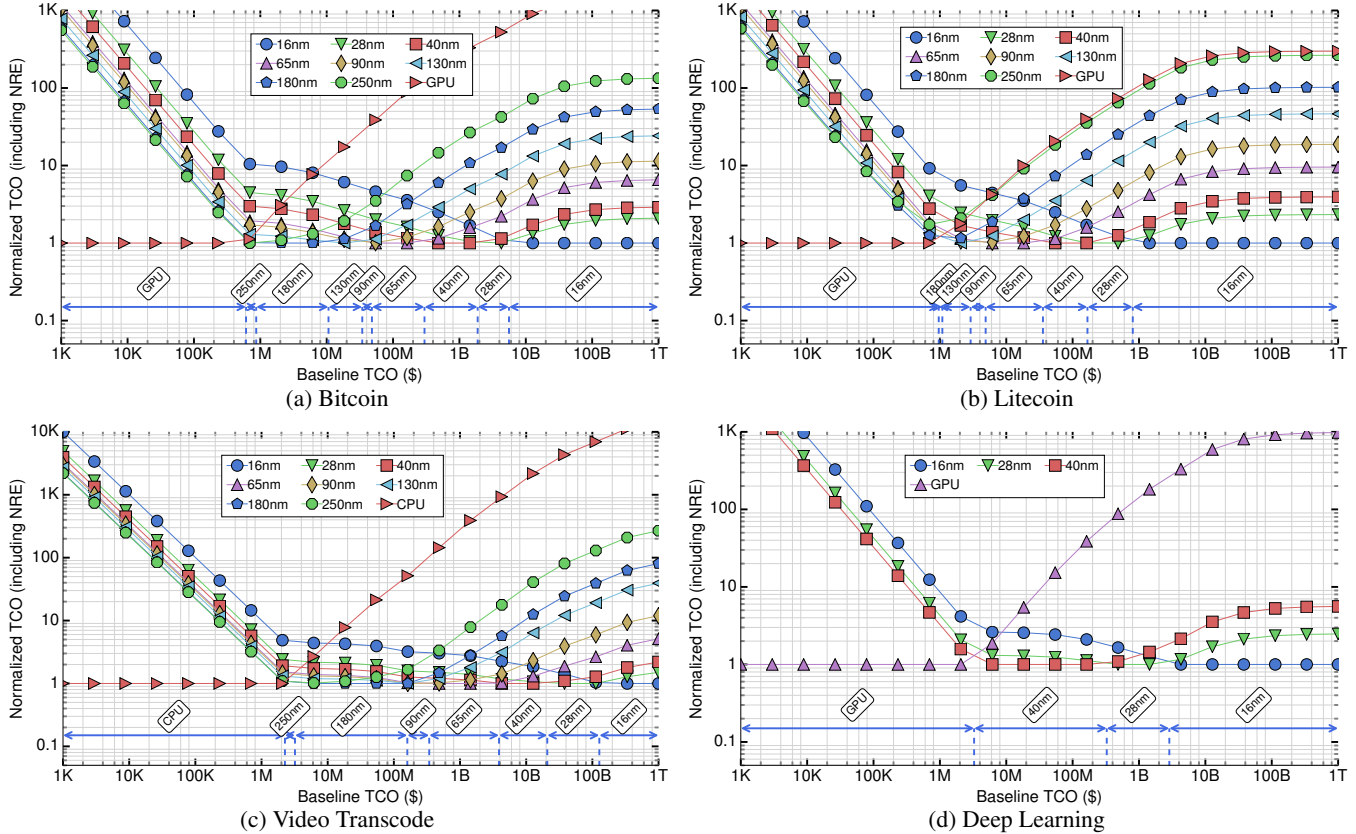 Normalized TCO (including NRE)
1K
100
10
1
0.1
16nm 28nm 40nm
65nm 90nm 130nm
180nm 250nm GPU
GPU 250nm 180nm 130nm 90nm 65nm 40nm 28nm 16nm
1K 10K 100K 1M 10M 100M 1B 10B 100B 1T
Baseline TCO ($)
(a) Bitcoin
Normalized TCO (including NRE)
1K
100
10
1
0.1
16nm 28nm 40nm
65nm 90nm 130nm
180nm 250nm GPU
GPU 180nm 130nm 90nm 65nm 40nm 28nm 16nm
1K 10K 100K 1M 10M 100M 1B 10B 100B 1T
Baseline TCO ($)
(b) Litecoin
Normalized TCO (including NRE)
10K
1K
100
10
1
0.1
16nm 28nm 40nm
65nm 90nm 130nm
180nm 250nm CPU
CPU 250nm 180nm 90nm 65nm 40nm 28nm 16nm
1K 10K 100K 1M 10M 100M 1B 10B 100B 1T
Baseline TCO ($)
(c) Video Transcode
Normalized TCO (including NRE)
1K
100
10
1
0.1
16nm 28nm 40nm
GPU
GPU 40nm 28nm 16nm
1K 10K 100K 1M 10M 100M 1B 10B 100B 1T
Baseline TCO ($)
(d) Deep Learning